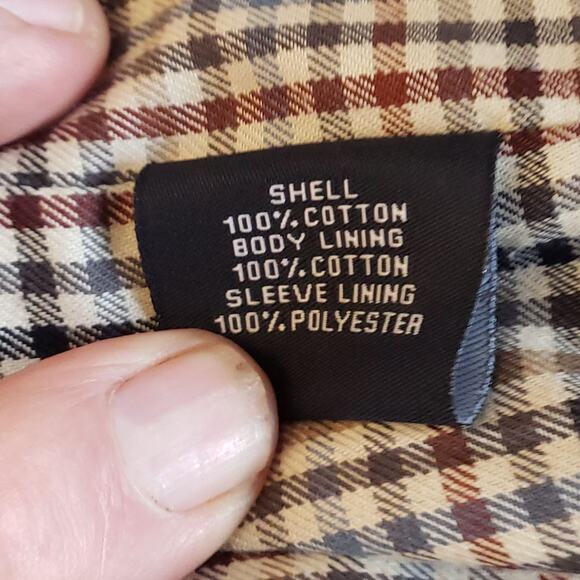 SHELL
100% COTTON
BODY LINING
100% COTTON
SLEEVE LINING
100% POLYESTER